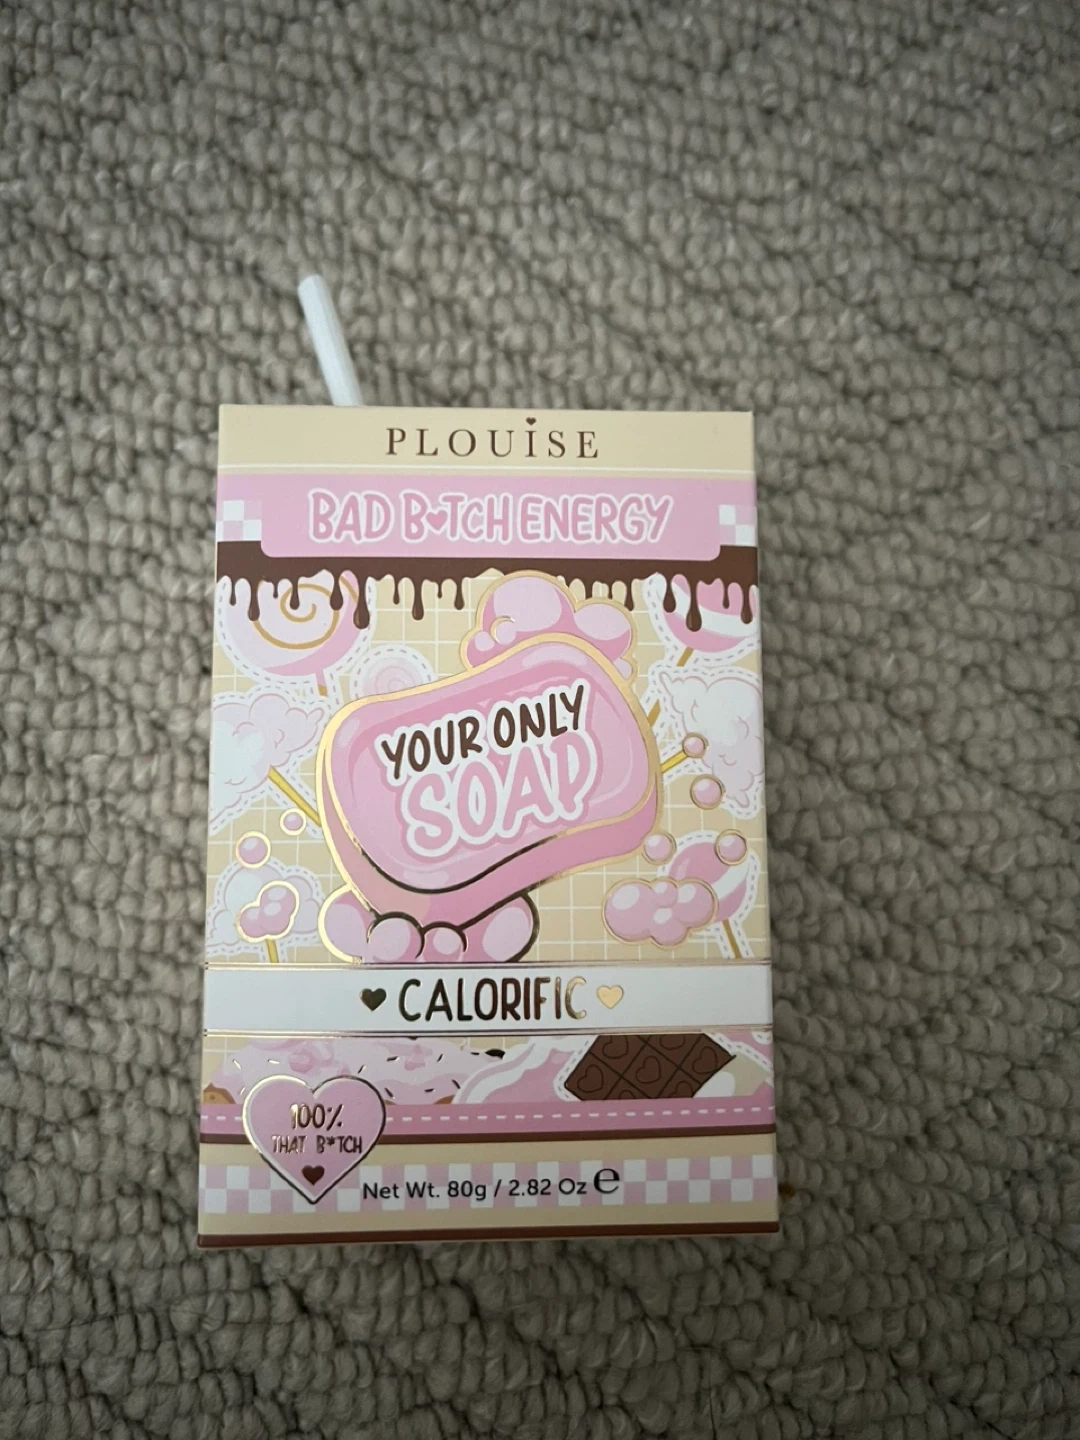 PLOUISE
BAD B♥TCH ENERGY
YOUR ONLY
SOAP
♥ CALORIFIC ♥
100%
THAT B*TCH
Net Wt. 80g / 2.82 Oz ℮